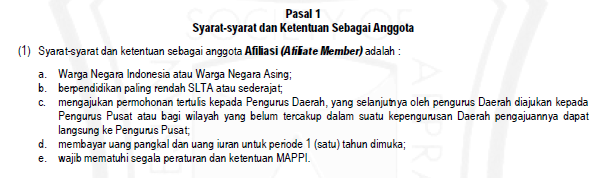 Pasal 1
Syarat-syarat dan Ketentuan Sebagai Anggota
(1) Syarat-syarat dan ketentuan sebagai anggota Afiliasi (Afiliate Member) adalah :
a. Warga Negara Indonesia atau Warga Negara Asing;
b. berpendidikan paling rendah SLTA atau sederajat;
c. mengajukan permohonan tertulis kepada Pengurus Daerah, yang selanjutnya oleh pengurus Daerah diajukan kepada
Pengurus Pusat atau bagi wilayah yang belum tercakup dalam suatu kepengurusan Daerah pengajuannya dapat
langsung ke Pengurus Pusat;
d. membayar uang pangkal dan uang iuran untuk periode 1 (satu) tahun dimuka;
e. wajib mematuhi segala peraturan dan ketentuan MAPPI.